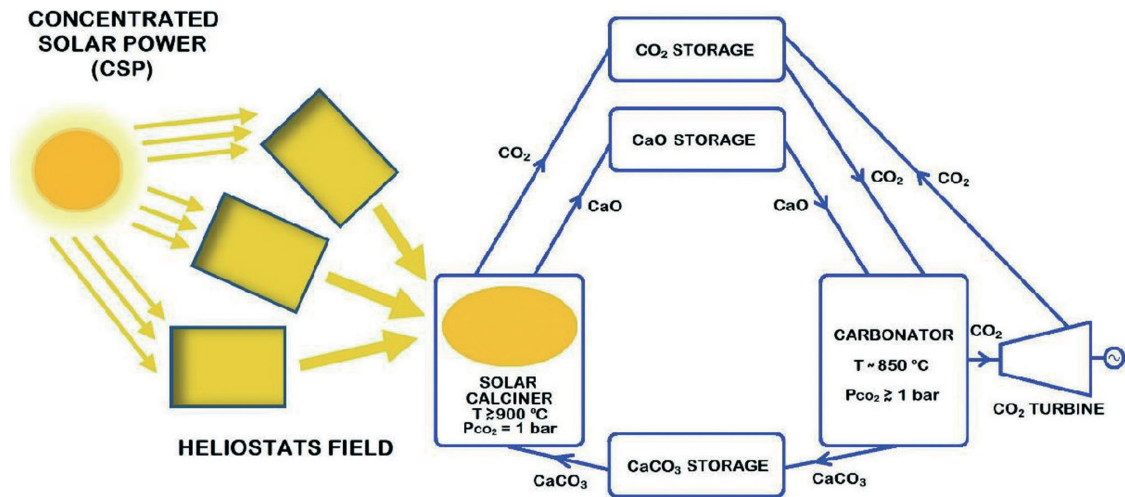 CONCENTRATED
SOLAR POWER
(CSP)
CO₂ STORAGE
CaO STORAGE
CO₂
CaO
CO₂
CaO
CO₂
SOLAR
CALCINER
T ≳ 900 °C
Pco₂ = 1 bar
CARBONATOR
T ~ 850 °C
Pco₂ ≳ 1 bar
CO₂
CO₂ TURBINE
HELIOSTATS FIELD
CaCO₃ STORAGE
CaCO₃
CaCO₃